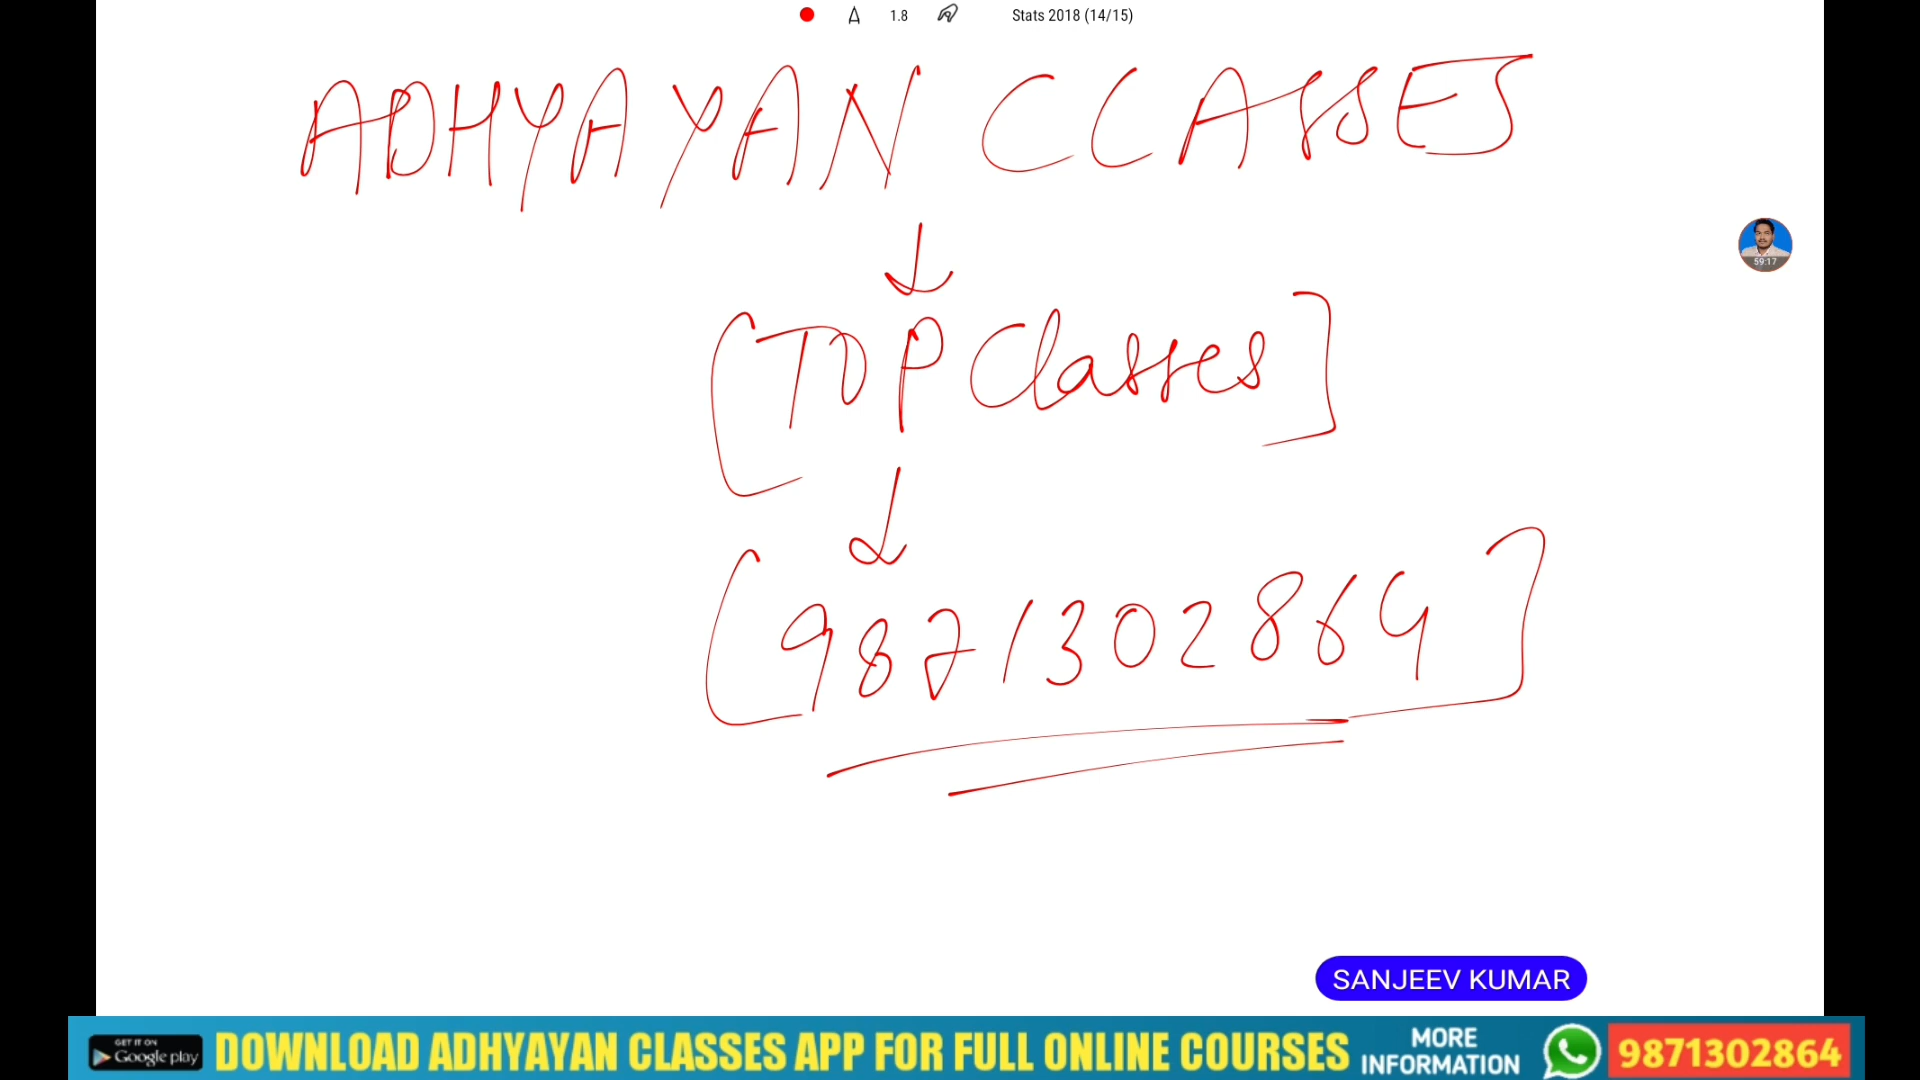 1.8 Stats 2018 (14/15)
ADHYAYAN CLASSES
59:17
[TOP Classes]
[9871302864]
SANJEEV KUMAR
GET IT ON
Google play
DOWNLOAD ADHYAYAN CLASSES APP FOR FULL ONLINE COURSES
MORE
INFORMATION
9871302864